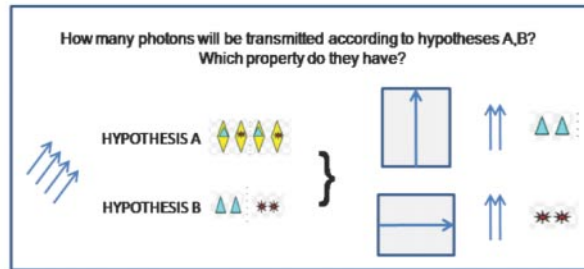 How many photons will be transmitted according to hypotheses A,B?
Which property do they have?
HYPOTHESIS A
HYPOTHESIS B